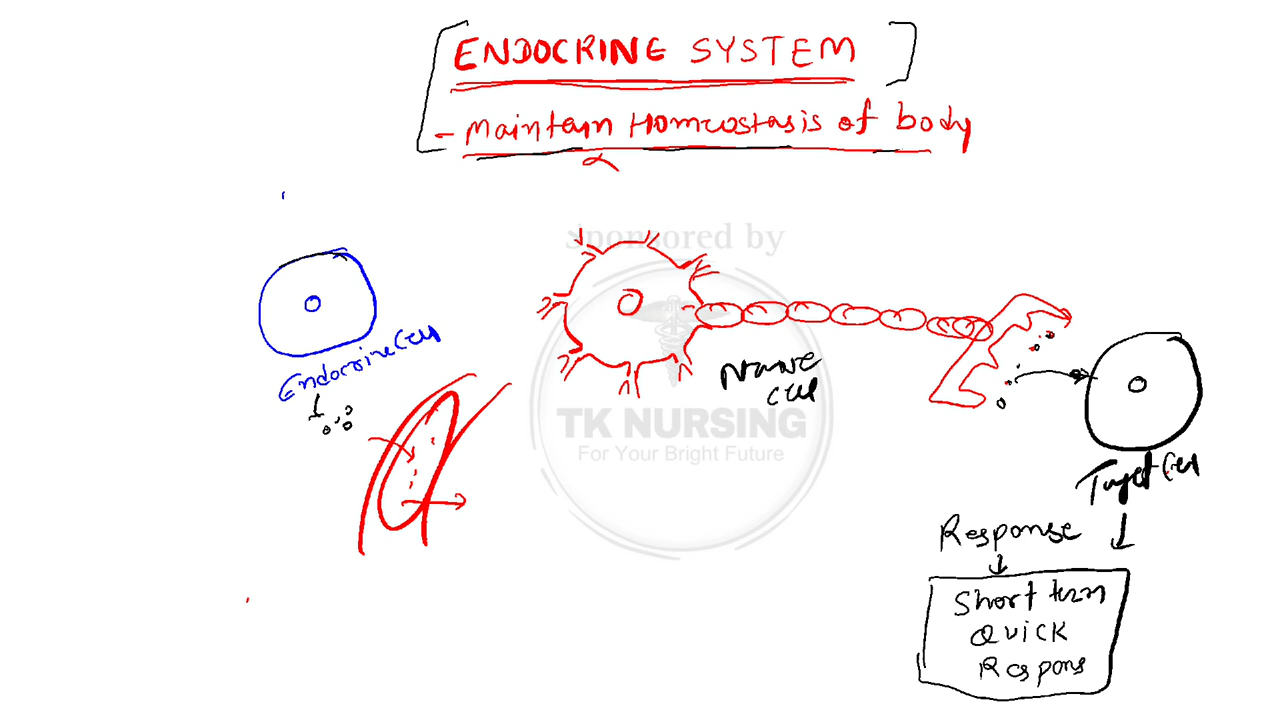 ENDOCRINE SYSTEM
- Maintain Homeostasis of body
Sponsored by
Endocrine Cell
Nerve
cell
TK NURSING
For Your Bright Future
Target Cell
Response
Short term
Quick
Respons